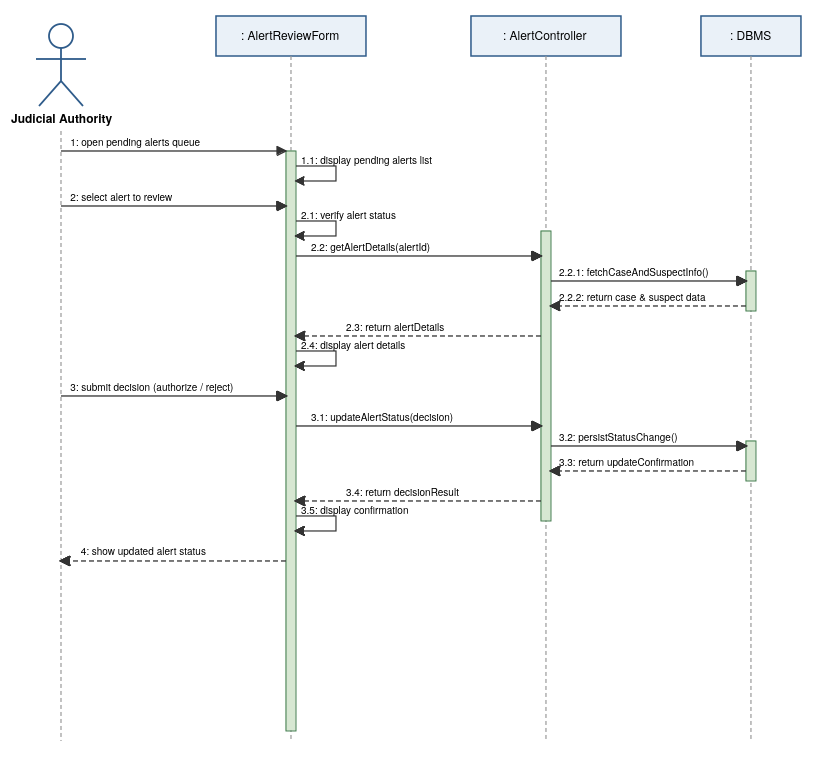 : AlertReviewForm
: AlertController
: DBMS
Judicial Authority
1: open pending alerts queue
1.1: display pending alerts list
2: select alert to review
2.1: verify alert status
2.2: getAlertDetails(alertId)
2.2.1: fetchCaseAndSuspectInfo()
2.2.2: return case & suspect data
2.3: return alertDetails
2.4: display alert details
3: submit decision (authorize / reject)
3.1: updateAlertStatus(decision)
3.2: persistStatusChange()
3.3: return updateConfirmation
3.4: return decisionResult
3.5: display confirmation
4: show updated alert status